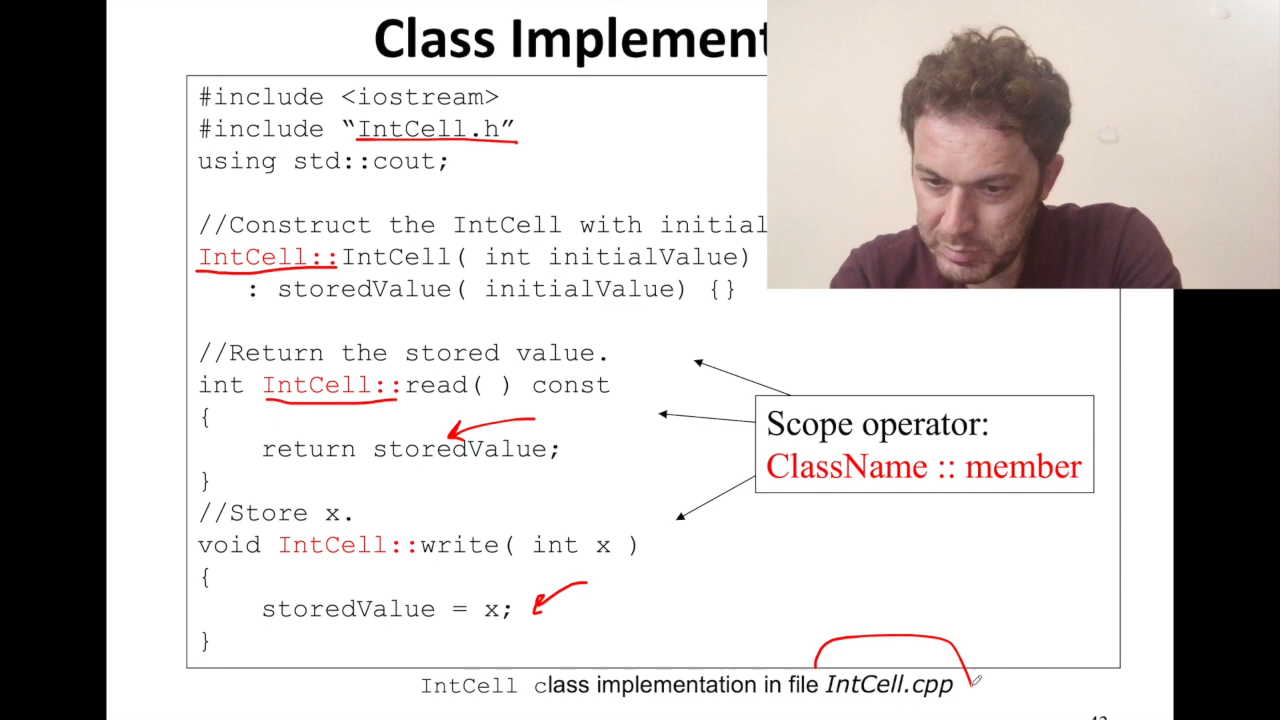 Class Implement
#include <iostream>
#include “IntCell.h”
using std::cout;
//Construct the IntCell with initial
IntCell::IntCell( int initialValue)
: storedValue( initialValue) {}
//Return the stored value.
int IntCell::read( ) const
{
return storedValue;
}
//Store x.
void IntCell::write( int x )
{
storedValue = x;
}
Scope operator:
ClassName :: member
IntCell class implementation in file IntCell.cpp